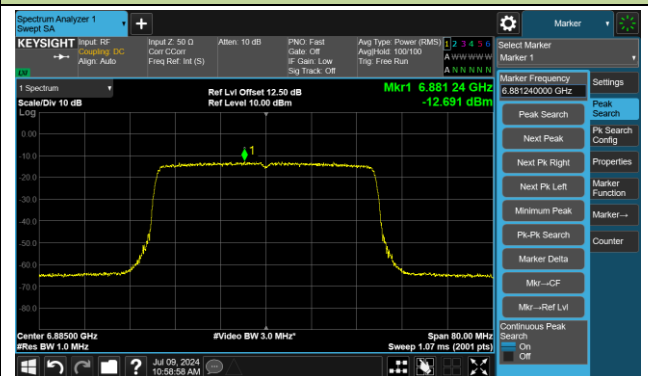 Spectrum Analyzer 1
Swept SA
Marker
KEYSIGHT
Input: RF
Coupling: DC
Align: Auto
Input Z: 50 Ω
Corr CCorr
Freq Ref: Int (S)
Atten: 10 dB
PNO: Fast
Gate: Off
IF Gain: Low
Sig Track: Off
Avg Type: Power (RMS)
Avg|Hold: 100/100
Trig: Free Run
1 2 3 4 5 6
A W W W W W
A N N N N N
LW
Select Marker
Marker 1
1 Spectrum
Scale/Div 10 dB
Log
Ref Lvl Offset 12.50 dB
Ref Level 10.00 dBm
Mkr1 6.881 24 GHz
-12.691 dBm
1
0.00
-10.0
-20.0
-30.0
-40.0
-50.0
-60.0
-70.0
-80.0
Center 6.88500 GHz
#Res BW 1.0 MHz
#Video BW 3.0 MHz*
Span 80.00 MHz
Sweep 1.07 ms (2001 pts)
Marker Frequency
6.881240000 GHz
Peak Search
Next Peak
Next Pk Right
Next Pk Left
Minimum Peak
Pk-Pk Search
Marker Delta
Mkr→CF
Mkr→Ref Lvl
Continuous Peak
Search
On
Off
Settings
Peak
Search
Pk Search
Config
Properties
Marker
Function
Marker→
Counter
Jul 09, 2024
10:58:58 AM